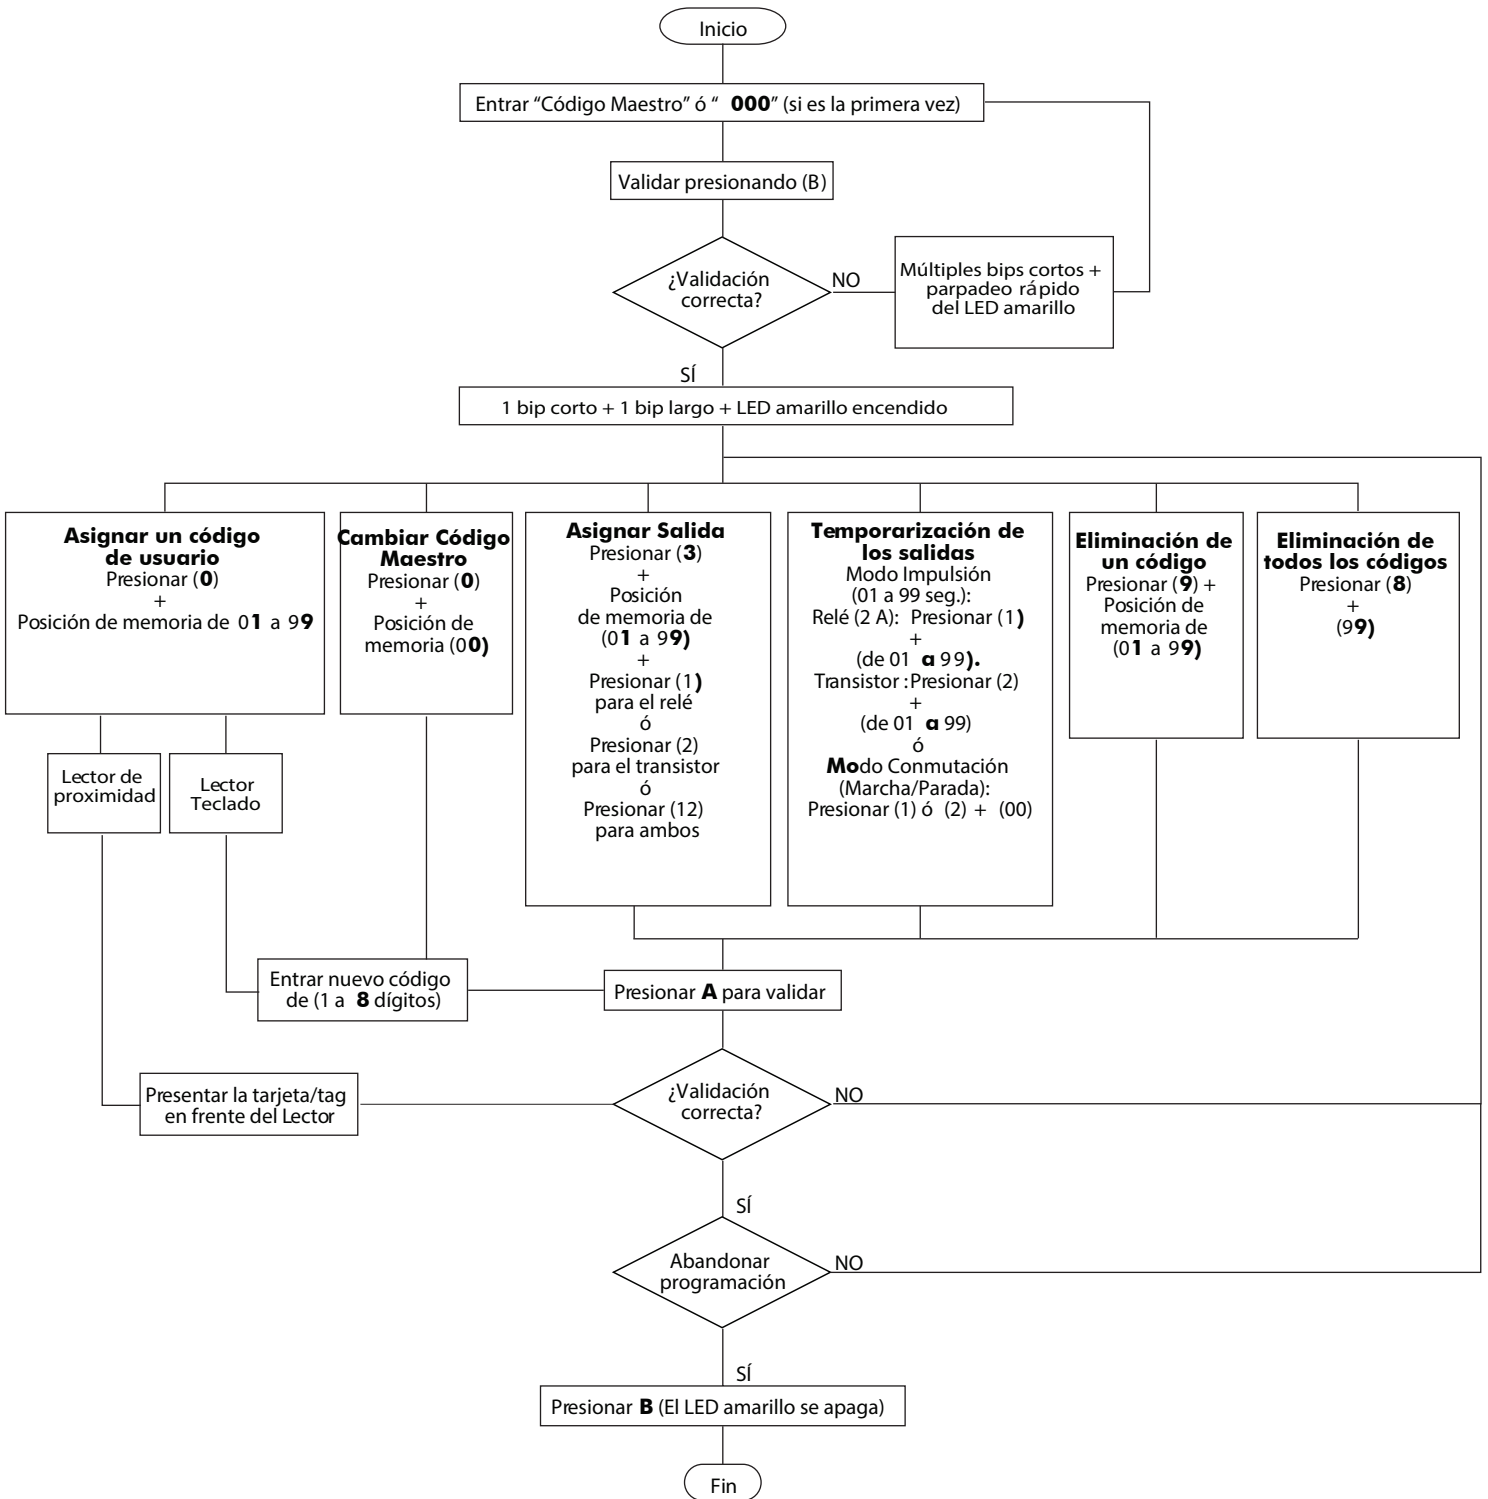 Inicio
Entrar “Código Maestro” ó “ 000” (si es la primera vez)
Validar presionando (B)
¿Validación
correcta?
NO
Múltiples bips cortos +
parpadeo rápido
del LED amarillo
SÍ
1 bip corto + 1 bip largo + LED amarillo encendido
Asignar un código
de usuario
Presionar (0)
+
Posición de memoria de 01 a 99
Cambiar Código
Maestro
Presionar (0)
+
Posición de
memoria (00)
Asignar Salida
Presionar (3)
+
Posición
de memoria de
(01 a 99)
+
Presionar (1)
para el relé
ó
Presionar (2)
para el transistor
ó
Presionar (12)
para ambos
Temporarización de
los salidas
Modo Impulsión
(01 a 99 seg.):
Relé (2 A): Presionar (1)
+
(de 01 a 99).
Transistor : Presionar (2)
+
(de 01 a 99)
ó
Modo Conmutación
(Marcha/Parada):
Presionar (1) ó (2) + (00)
Eliminación de
un código
Presionar (9) +
Posición de
memoria de
(01 a 99)
Eliminación de
todos los códigos
Presionar (8)
+
(99)
Lector de
proximidad
Lector
Teclado
Entrar nuevo código
de (1 a 8 dígitos)
Presionar A para validar
Presentar la tarjeta/tag
en frente del Lector
¿Validación
correcta?
NO
SÍ
Abandonar
programación
NO
SÍ
Presionar B (El LED amarillo se apaga)
Fin